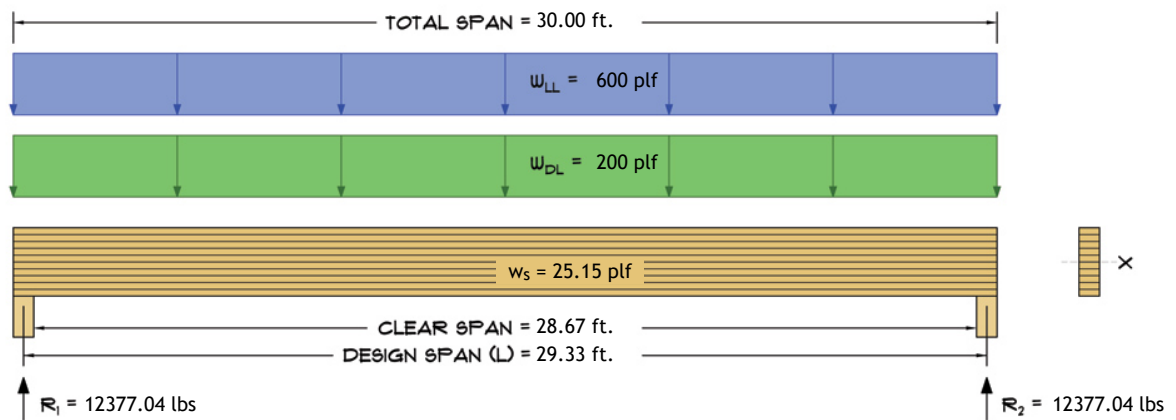 TOTAL SPAN = 30.00 ft.
WLL = 600 plf
WDL = 200 plf
ws = 25.15 plf
X
CLEAR SPAN = 28.67 ft.
DESIGN SPAN (L) = 29.33 ft.
R1 = 12377.04 lbs
R2 = 12377.04 lbs